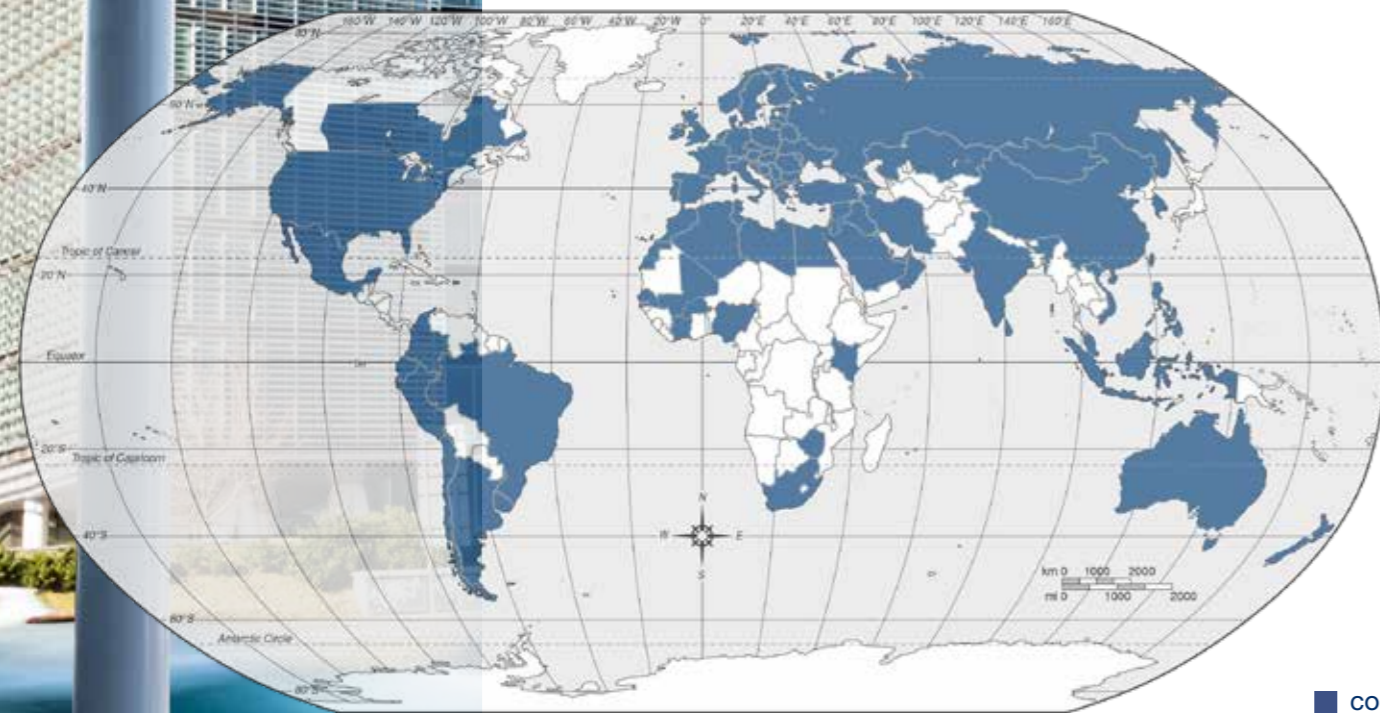 160°W 140°W 120°W 100°W 80°W 60°W 40°W 20°W 0° 20°E 40°E 60°E 80°E 100°E 120°E 140°E 160°E
80°N
60°N
40°N
Tropic of Cancer
20°N
Equator
20°S
Tropic of Capricorn
N
W E
S
40°S
km 0 1000 2000
mi 0 1000 2000
60°S
Antarctic Circle
80°S
co